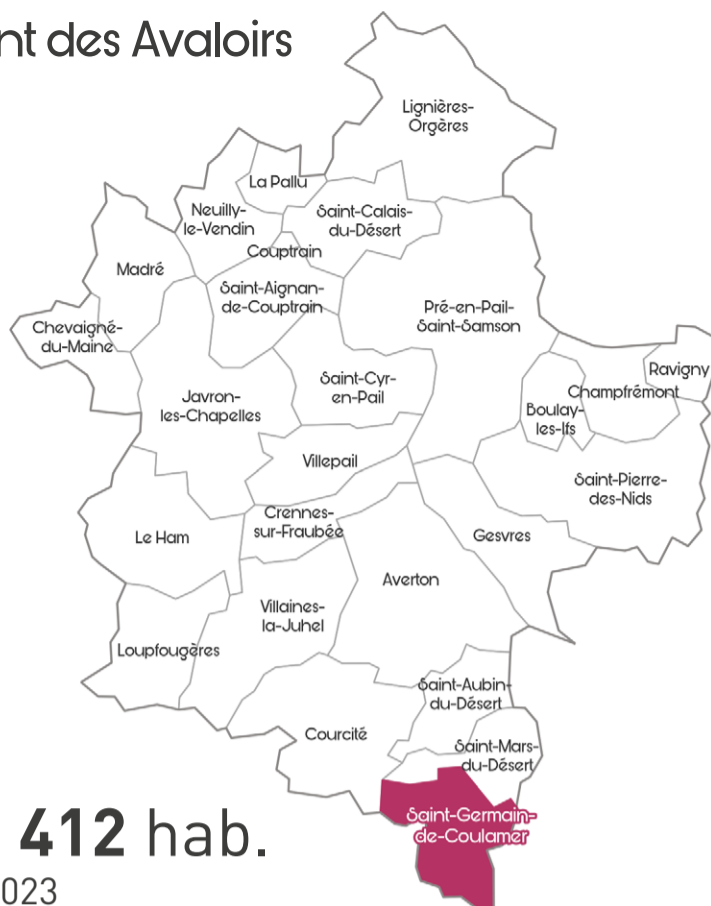 nt des Avaloirs
Lignières-
Orgères
La Pallu
Neuilly-
le-Vendin
Saint-Calais-
du-Désert
Couptrain
Madré
Saint-Aignan-
de-Couptrain
Pré-en-Pail-
Saint-Samson
Chevaigné-
du-Maine
Ravigny
Saint-Cyr-
en-Pail
Champfrémont
Javron-
les-Chapelles
Boulay-
les-Ifs
Villepail
Saint-Pierre-
des-Nids
Crennes-
sur-Fraubée
Le Ham
Gesvres
Averton
Villaines-
la-Juhel
Loupfougères
Saint-Aubin-
du-Désert
Courcité
Saint-Mars-
du-Désert
Saint-Germain-
de-Coulamer
412 hab.
023